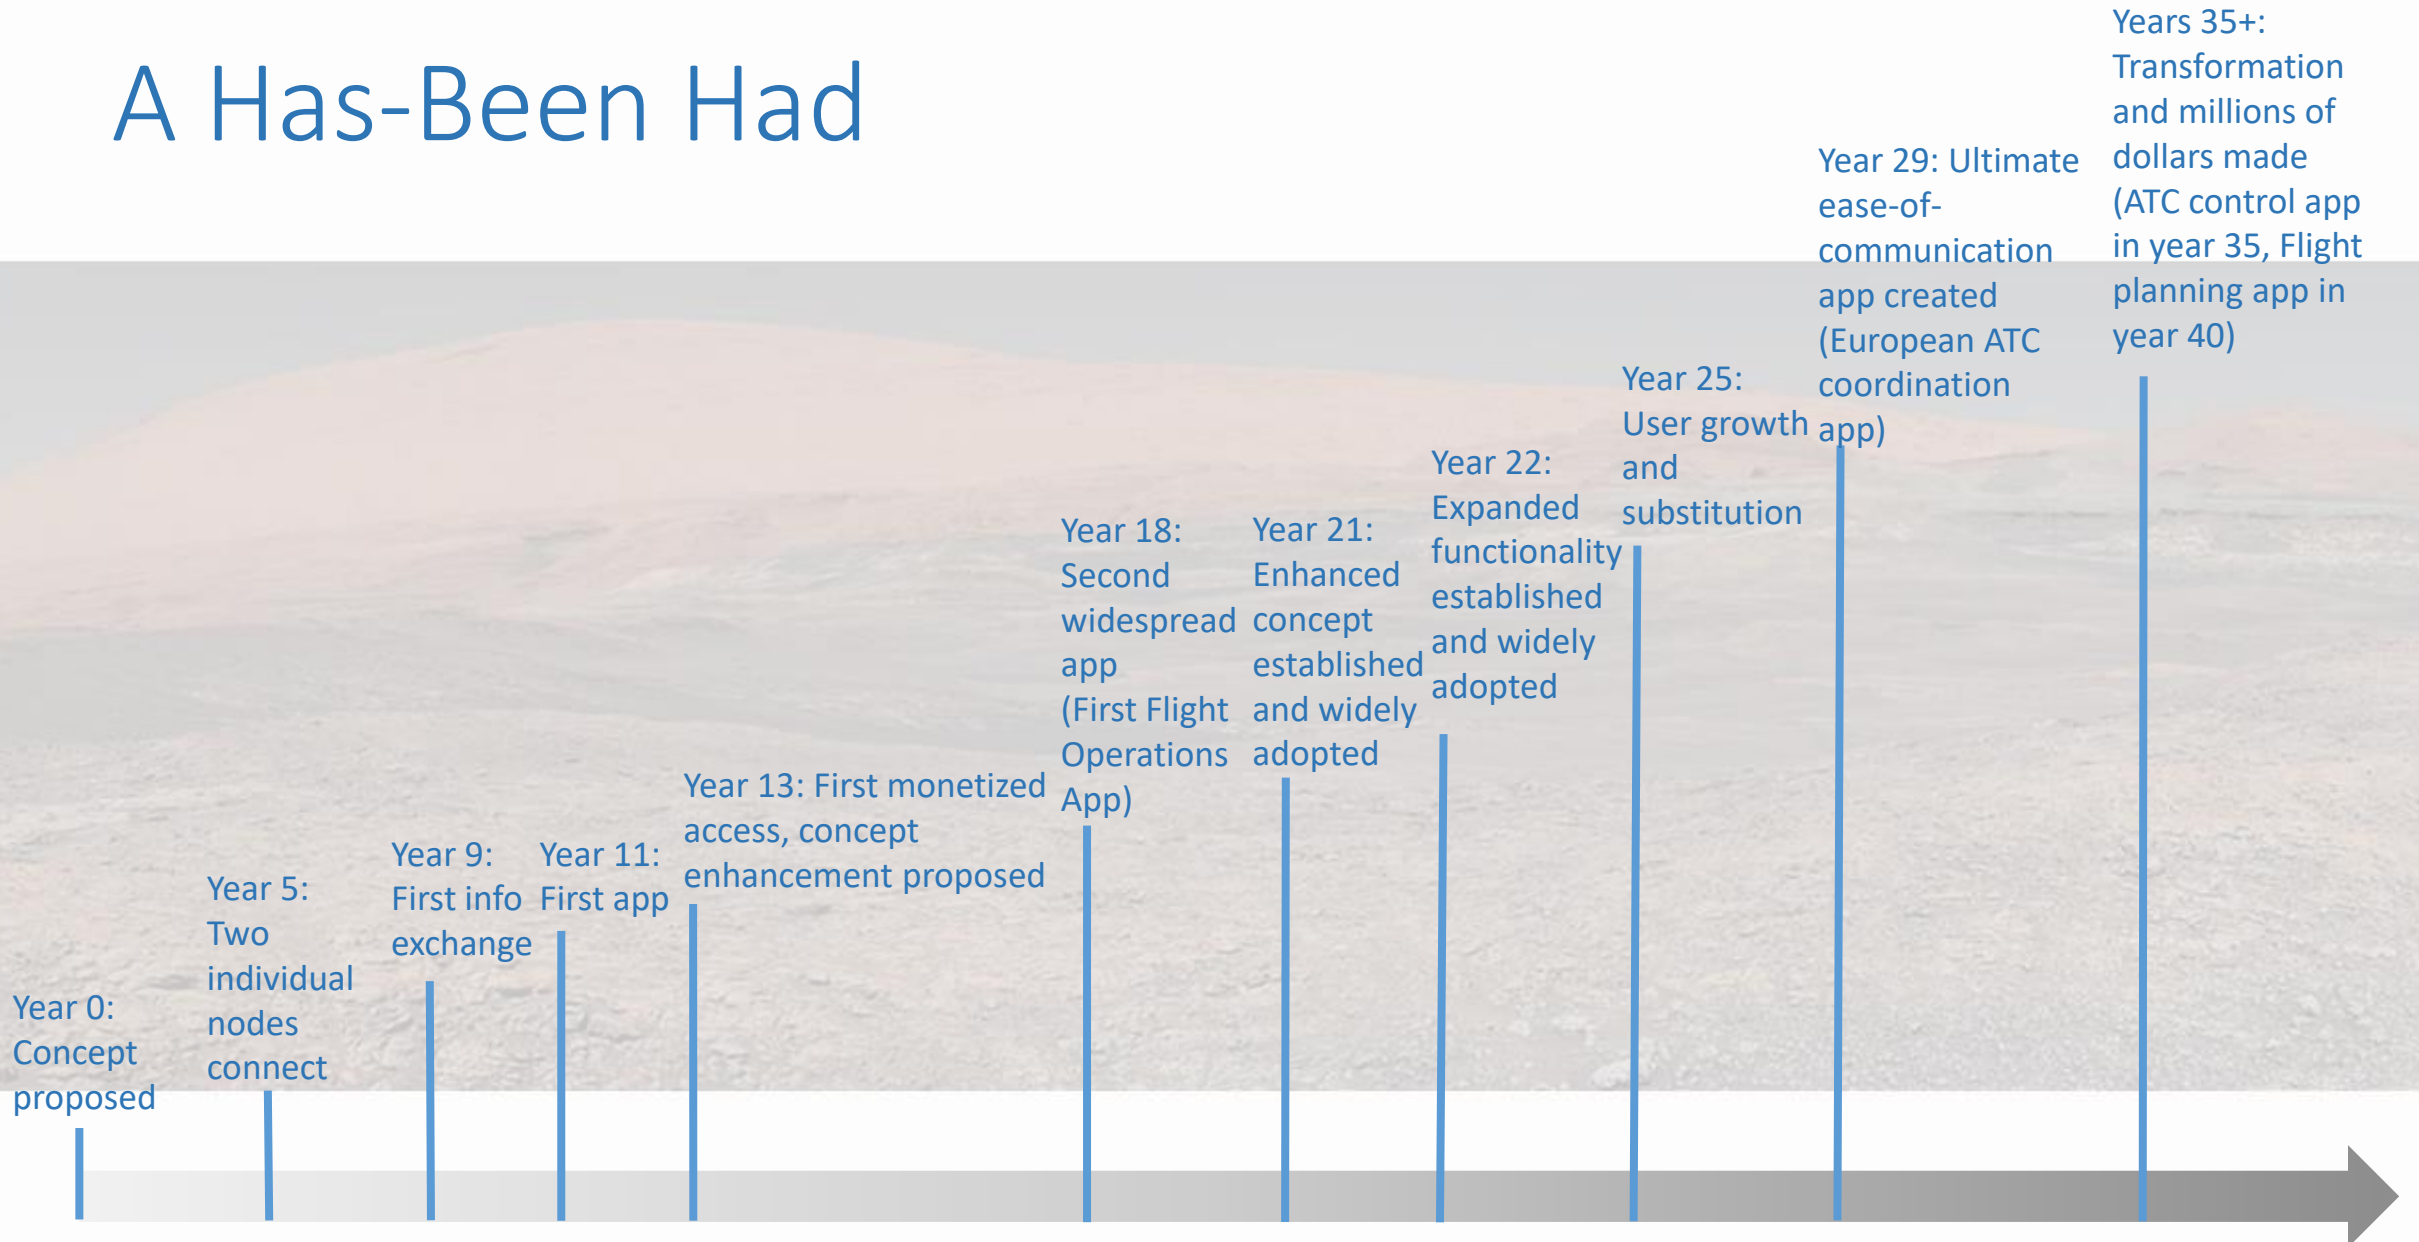 A Has-Been Had
Year 0:
Concept
proposed
Year 5:
Two
individual
nodes
connect
Year 9:
First info
exchange
Year 11:
First app
Year 13: First monetized
access, concept
enhancement proposed
Year 18:
Second
widespread
app
(First Flight
Operations
App)
Year 21:
Enhanced
concept
established
and widely
adopted
Year 22:
Expanded
functionality
established
and widely
adopted
Year 25:
User growth
and
substitution
Year 29: Ultimate
ease-of-
communication
app created
(European ATC
coordination
app)
Years 35+:
Transformation
and millions of
dollars made
(ATC control app
in year 35, Flight
planning app in
year 40)